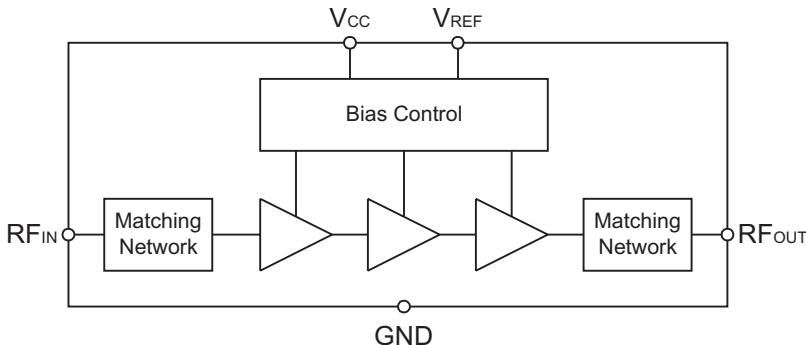 VCC VREF
Bias Control
RFIN
Matching
Network
Matching
Network
RFOUT
GND